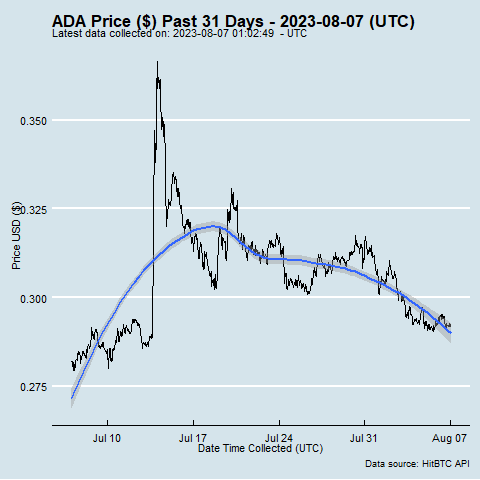 ADA Price ($) Past 31 Days - 2023-08-07 (UTC)
Latest data collected on: 2023-08-07 01:02:49  - UTC
Price USD ($)
0.350
0.325
0.300
0.275
Jul 10
Jul 17
Jul 24
Jul 31
Aug 07
Date Time Collected (UTC)
Data source: HitBTC API